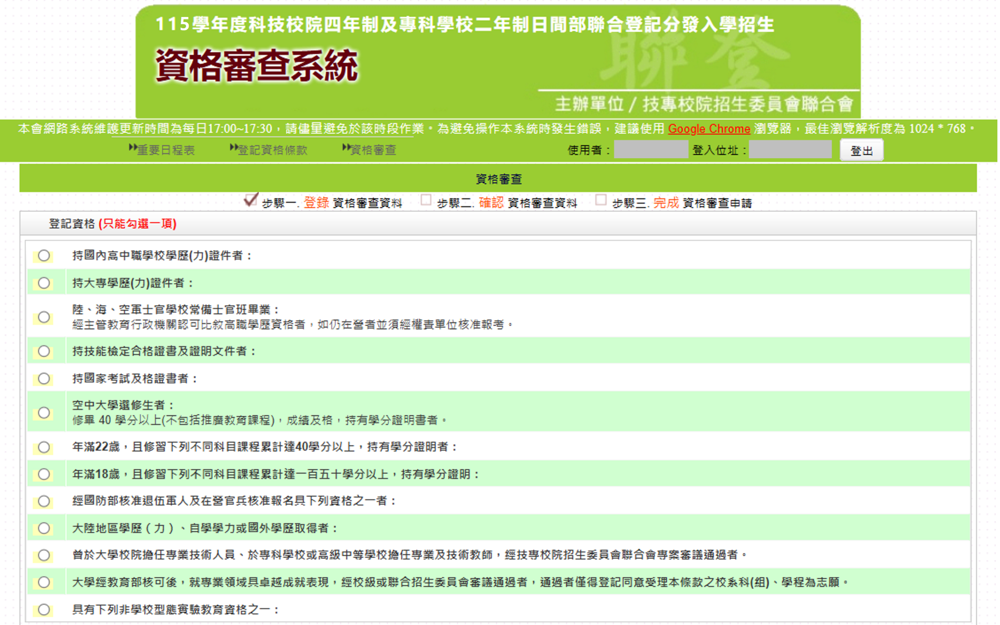 115學年度科技校院四年制及專科學校二年制日間部聯合登記分發入學招生
資格審查系統
聯登
主辦單位 / 技專校院招生委員會聯合會
本會網路系統維護更新時間為每日17:00~17:30，請儘量避免於該時段作業。為避免操作本系統時發生錯誤，建議使用 Google Chrome 瀏覽器，最佳瀏覽解析度為 1024 * 768。
重要日程表 登記資格條款 資格審查 使用者： 登入位址： 登出
資格審查
步驟一. 登錄 資格審查資料 步驟二. 確認 資格審查資料 步驟三. 完成 資格審查申請
登記資格 (只能勾選一項)
持國內高中職學校學歷(力)證件者：
持大專學歷(力)證件者：
陸、海、空軍士官學校常備士官班畢業：
經主管教育行政機關認可比敘高職學歷資格者，如仍在營者並須經權責單位核准報考。
持技能檢定合格證書及證明文件者：
持國家考試及格證書者：
空中大學選修生者：
修畢 40 學分以上(不包括推廣教育課程)，成績及格，持有學分證明書者。
年滿22歲，且修習下列不同科目課程累計達40學分以上，持有學分證明者：
年滿18歲，且修習下列不同科目課程累計達一百五十學分以上，持有學分證明：
經國防部核准退伍軍人及在營官兵核准報名具下列資格之一者：
大陸地區學歷（力）、自學學力或國外學歷取得者：
曾於大學校院擔任專業技術人員、於專科學校或高級中等學校擔任專業及技術教師，經技專校院招生委員會聯合會專案審議通過者。
大學經教育部核可後，就專業領域具卓越成就表現，經校級或聯合招生委員會審議通過者，通過者僅得登記同意受理本條款之校系科(組)、學程為志願。
具有下列非學校型態實驗教育資格之一：